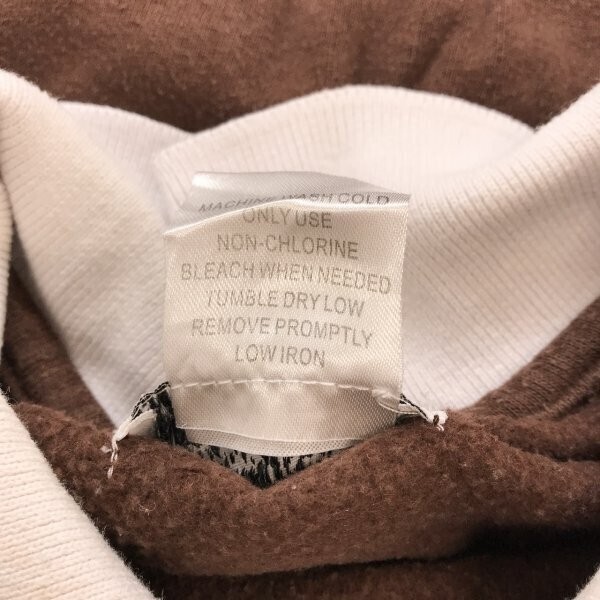 MACHINE WASH COLD
ONLY USE
NON-CHLORINE
BLEACH WHEN NEEDED
TUMBLE DRY LOW
REMOVE PROMPTLY
LOW IRON